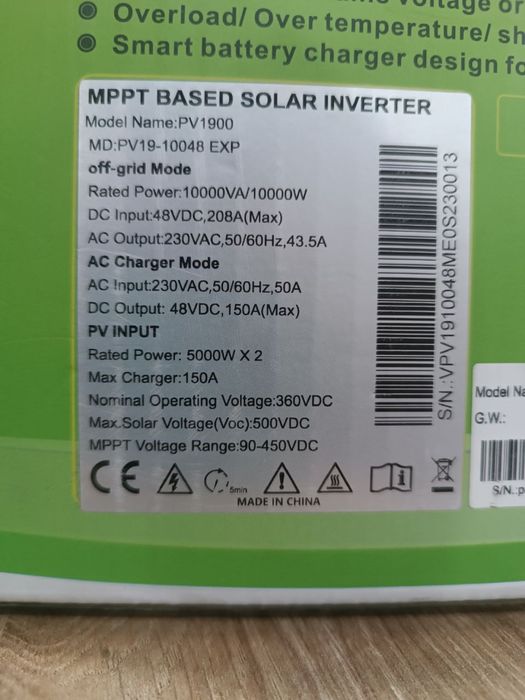 voltage or
Overload/ Over temperature/ sh
Smart battery charger design fo
MPPT BASED SOLAR INVERTER
Model Name:PV1900
MD:PV19-10048 EXP
off-grid Mode
Rated Power:10000VA/10000W
DC Input:48VDC,208A(Max)
AC Output:230VAC,50/60Hz,43.5A
AC Charger Mode
AC Input:230VAC,50/60Hz,50A
DC Output: 48VDC,150A(Max)
PV INPUT
Rated Power: 5000W X 2
Max Charger:150A
Nominal Operating Voltage:360VDC
Max.Solar Voltage(Voc):500VDC
MPPT Voltage Range:90-450VDC
CE 5min
MADE IN CHINA
S/N.:VPV1910048ME0S230013
Model Na
G.W.:
S/N.:p